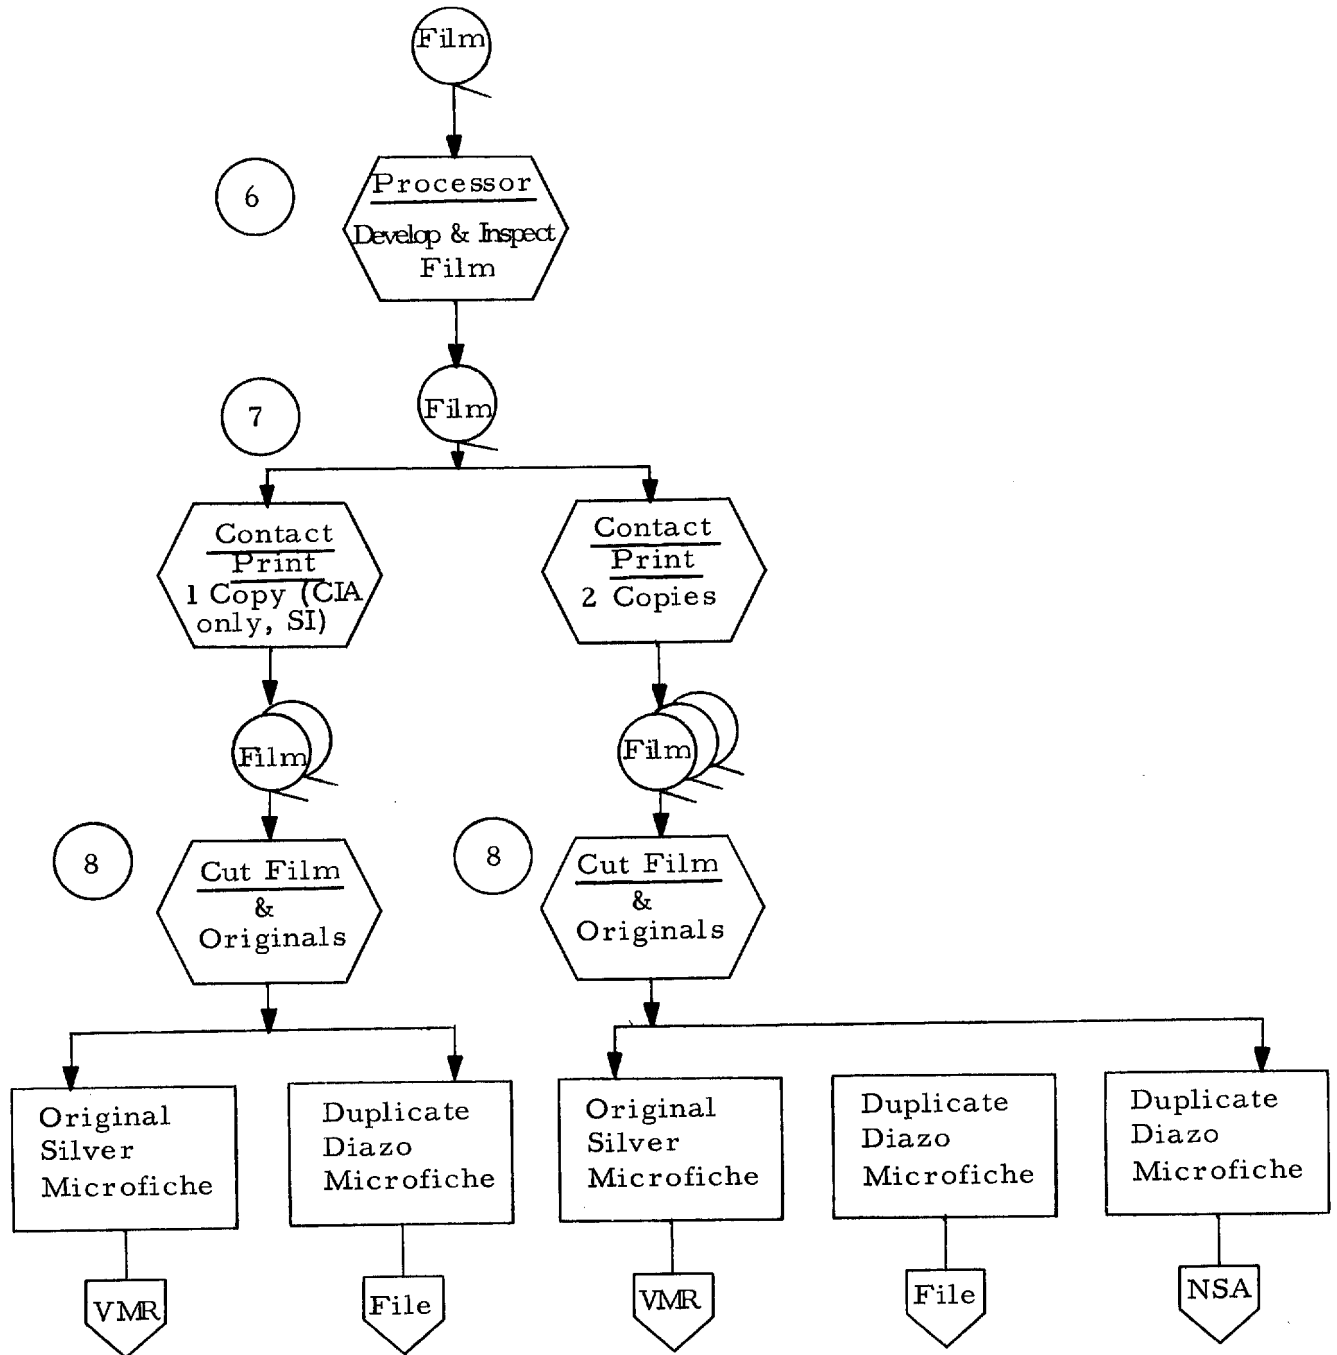 Film
6
Processor
Develop & Inspect
Film
7
Film
Contact
Print
1 Copy (CIA
only, SI)
Contact
Print
2 Copies
Film
Film
8
Cut Film
&
Originals
8
Cut Film
&
Originals
Original
Silver
Microfiche
Duplicate
Diazo
Microfiche
Original
Silver
Microfiche
Duplicate
Diazo
Microfiche
Duplicate
Diazo
Microfiche
VMR
File
VMR
File
NSA